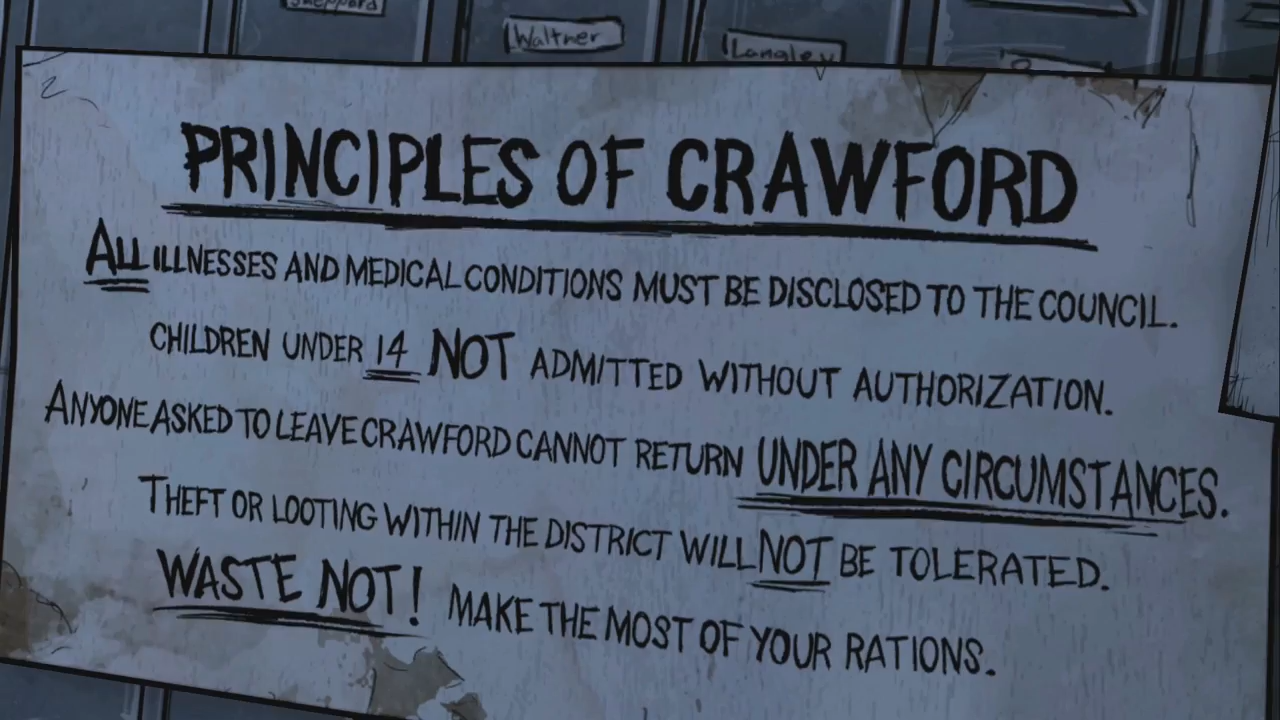 Sheppard
Waltner
Langley
PRINCIPLES OF CRAWFORD
ALL ILLNESSES AND MEDICAL CONDITIONS MUST BE DISCLOSED TO THE COUNCIL.
CHILDREN UNDER 14 NOT ADMITTED WITHOUT AUTHORIZATION.
ANYONE ASKED TO LEAVE CRAWFORD CANNOT RETURN UNDER ANY CIRCUMSTANCES.
THEFT OR LOOTING WITHIN THE DISTRICT WILL NOT BE TOLERATED.
WASTE NOT! MAKE THE MOST OF YOUR RATIONS.